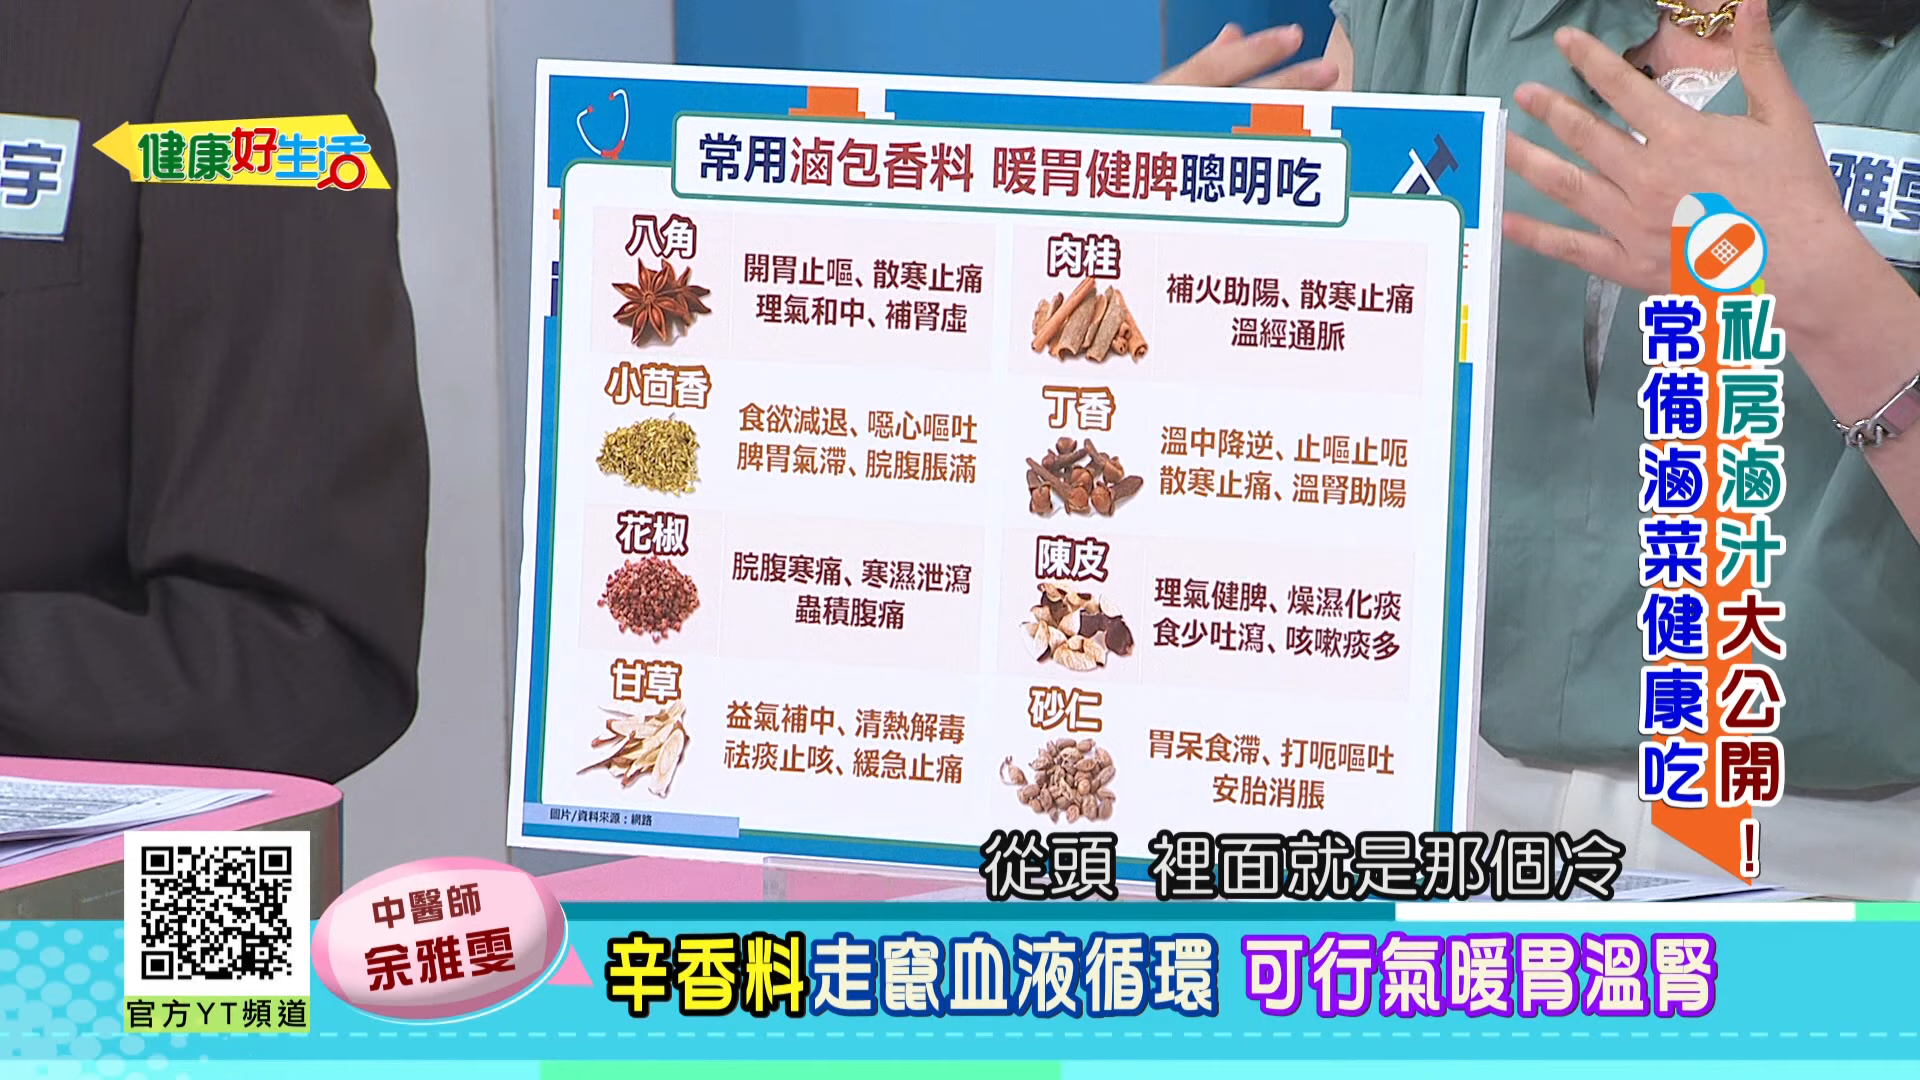 宇
健康好生活
常用滷包香料 暖胃健脾聰明吃
八角
開胃止嘔、散寒止痛
理氣和中、補腎虛
肉桂
補火助陽、散寒止痛
溫經通脈
小茴香
食欲減退、噁心嘔吐
脾胃氣滯、脘腹脹滿
丁香
溫中降逆、止嘔止呃
散寒止痛、溫腎助陽
花椒
脘腹寒痛、寒濕泄瀉
蟲積腹痛
陳皮
理氣健脾、燥濕化痰
食少吐瀉、咳嗽痰多
甘草
益氣補中、清熱解毒
祛痰止咳、緩急止痛
砂仁
胃呆食滯、打呃嘔吐
安胎消脹
圖片/資料來源：網路
雅雯
私房滷汁大公開！
常備滷菜健康吃
從頭 裡面就是那個冷
中醫師
余雅雯
辛香料走竄血液循環 可行氣暖胃溫腎
官方YT頻道